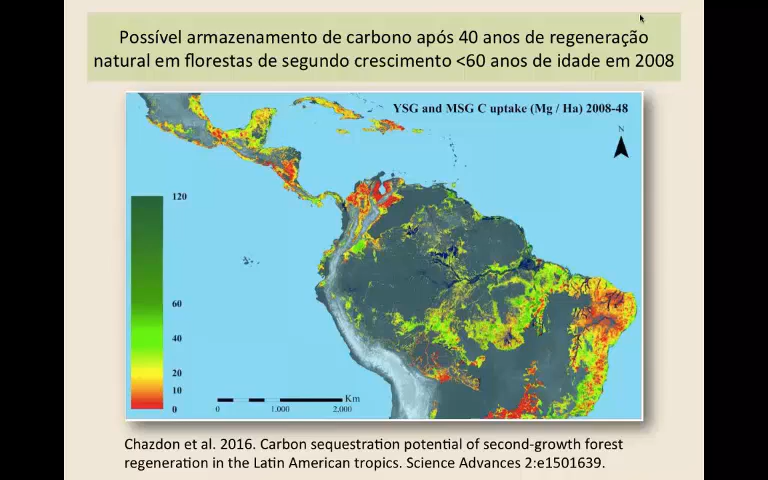 Possível armazenamento de carbono após 40 anos de regeneração
natural em florestas de segundo crescimento <60 anos de idade em 2008
YSG and MSG C uptake (Mg / Ha) 2008-48
N
120
60
40
20
10
0
Km
0 1.000 2,000
Chazdon et al. 2016. Carbon sequestration potential of second-growth forest
regeneration in the Latin American tropics. Science Advances 2:e1501639.